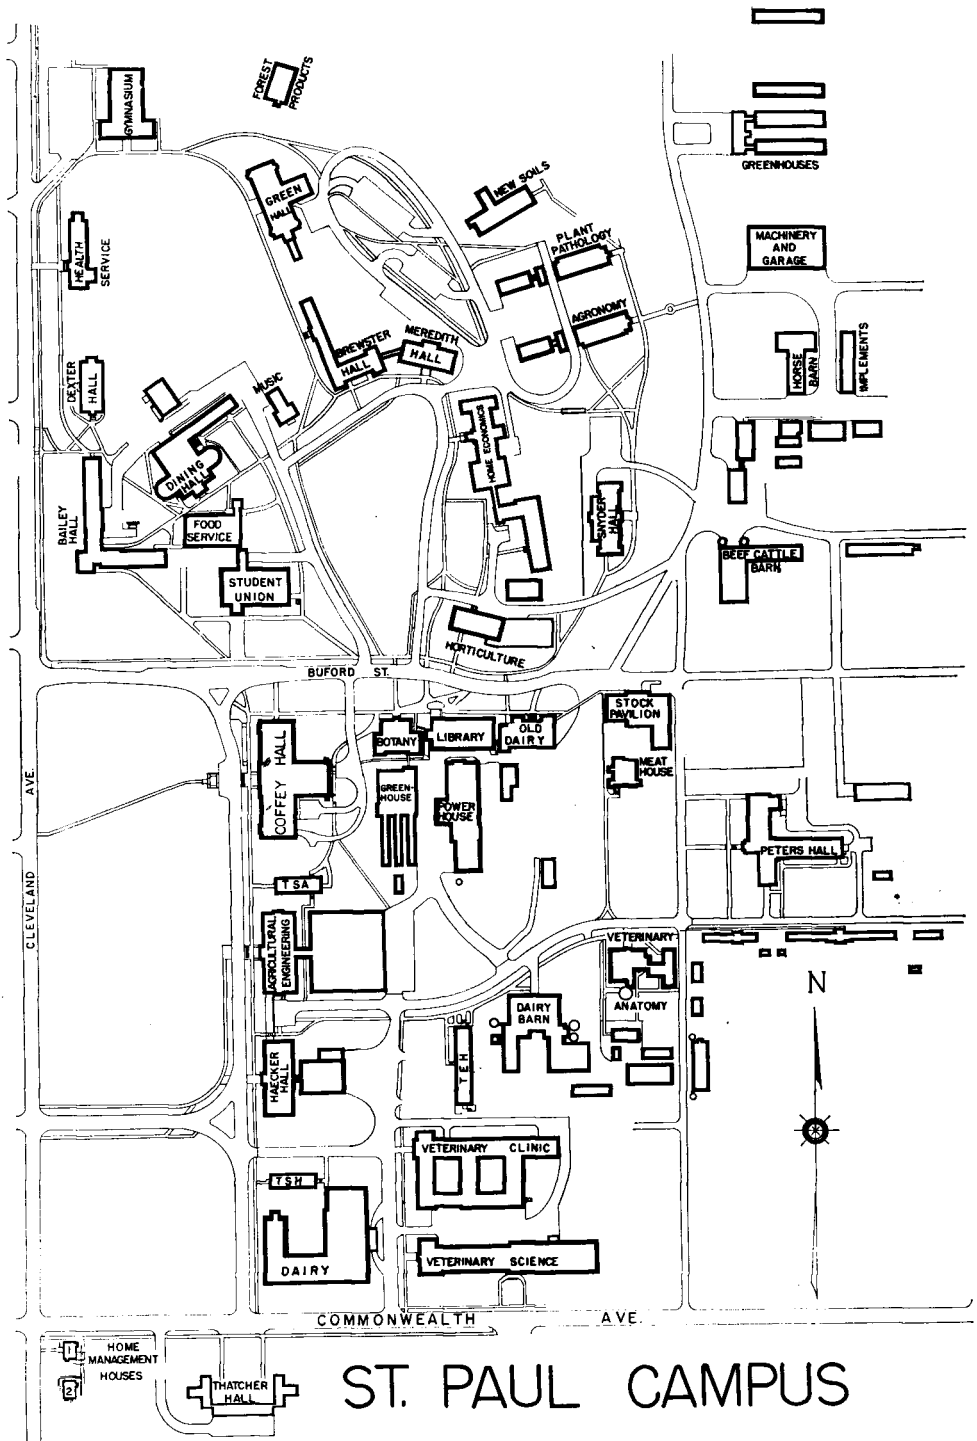 GYMNASIUM
FOREST
PRODUCTS
GREENHOUSES
GREEN
HALL
NEW SOILS
PLANT
PATHOLOGY
MACHINERY
AND
GARAGE
HEALTH
SERVICE
AGRONOMY
HORSE
BARN
IMPLEMENTS
DEXTER
HALL
BREWSTER
HALL
MEREDITH
HALL
MUSIC
DINING
HALL
HOME ECONOMICS
SNYDER
HALL
BAILEY
HALL
FOOD
SERVICE
BEEF CATTLE
BARN
STUDENT
UNION
HORTICULTURE
BUFORD ST.
STOCK
PAVILION
COFFEY HALL
BOTANY
LIBRARY
OLD
DAIRY
MEAT
HOUSE
GREEN-
HOUSE
POWER
HOUSE
PETERS HALL
CLEVELAND AVE.
TSA
AGRICULTURAL
ENGINEERING
VETERINARY
ANATOMY
N
DAIRY
BARN
TEH
HAECKER
HALL
VETERINARY CLINIC
TSH
DAIRY
VETERINARY SCIENCE
COMMONWEALTH AVE.
1
2
HOME
MANAGEMENT
HOUSES
THATCHER
HALL
ST. PAUL CAMPUS